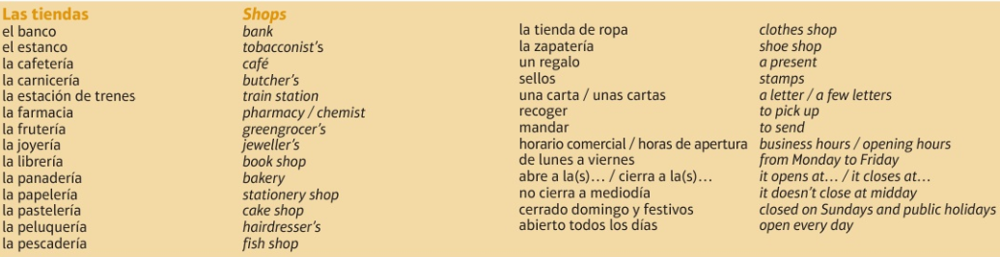 Las tiendas Shops
el banco bank
el estanco tobacconist's
la cafetería café
la carnicería butcher's
la estación de trenes train station
la farmacia pharmacy / chemist
la frutería greengrocer's
la joyería jeweller's
la librería book shop
la panadería bakery
la papelería stationery shop
la pastelería cake shop
la peluquería hairdresser's
la pescadería fish shop
la tienda de ropa clothes shop
la zapatería shoe shop
un regalo a present
sellos stamps
una carta / unas cartas a letter / a few letters
recoger to pick up
mandar to send
horario comercial / horas de apertura business hours / opening hours
de lunes a viernes from Monday to Friday
abre a la(s)… / cierra a la(s)… it opens at… / it closes at…
no cierra a mediodía it doesn't close at midday
cerrado domingo y festivos closed on Sundays and public holidays
abierto todos los días open every day